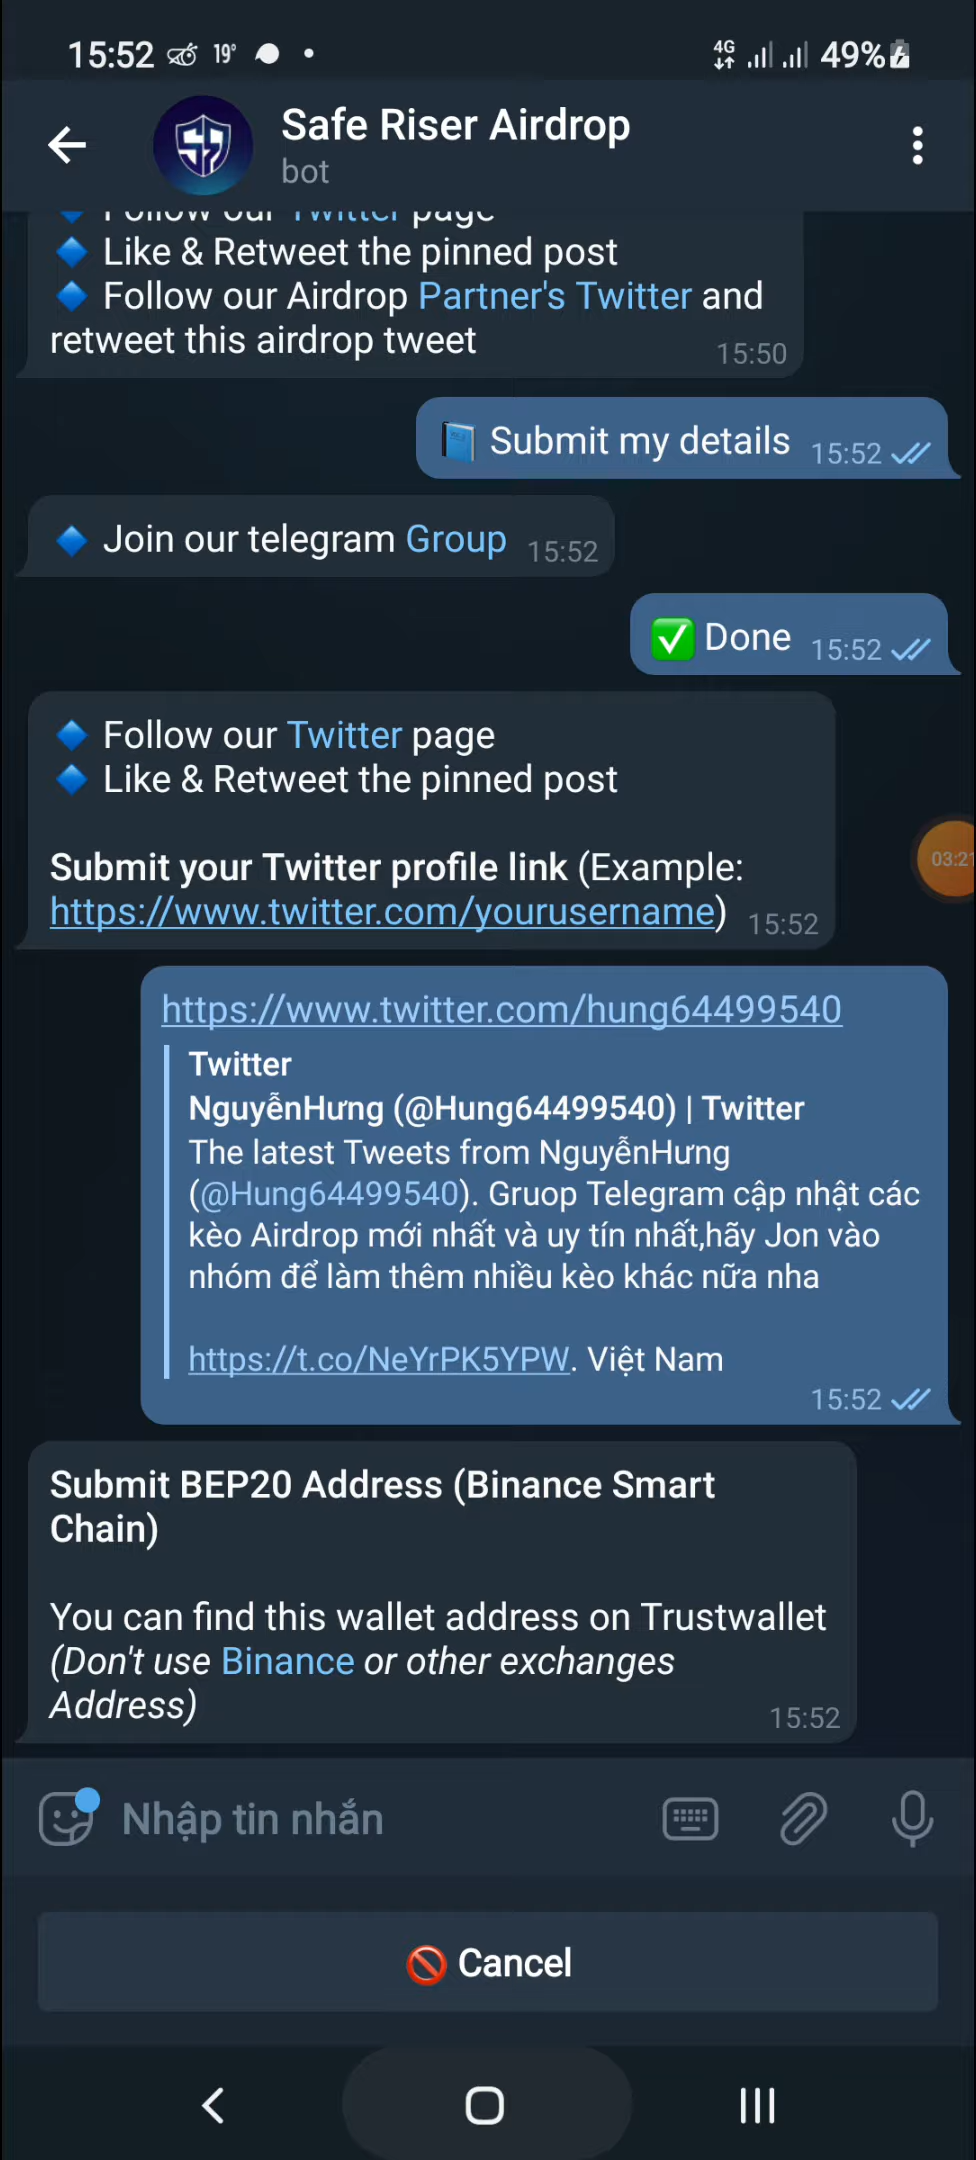 15:52 19° 4G 49%
Safe Riser Airdrop
bot
Follow our Twitter page
Like & Retweet the pinned post
Follow our Airdrop Partner's Twitter and
retweet this airdrop tweet
15:50
Submit my details 15:52
Join our telegram Group 15:52
Done 15:52
Follow our Twitter page
Like & Retweet the pinned post
Submit your Twitter profile link (Example:
https://www.twitter.com/yourusername) 15:52
03:21
https://www.twitter.com/hung64499540
Twitter
NguyễnHưng (@Hung64499540) | Twitter
The latest Tweets from NguyễnHưng
(@Hung64499540). Gruop Telegram cập nhật các
kèo Airdrop mới nhất và uy tín nhất,hãy Jon vào
nhóm để làm thêm nhiều kèo khác nữa nha
https://t.co/NeYrPK5YPW. Việt Nam
15:52
Submit BEP20 Address (Binance Smart
Chain)
You can find this wallet address on Trustwallet
(Don't use Binance or other exchanges
Address)
15:52
Nhập tin nhắn
Cancel